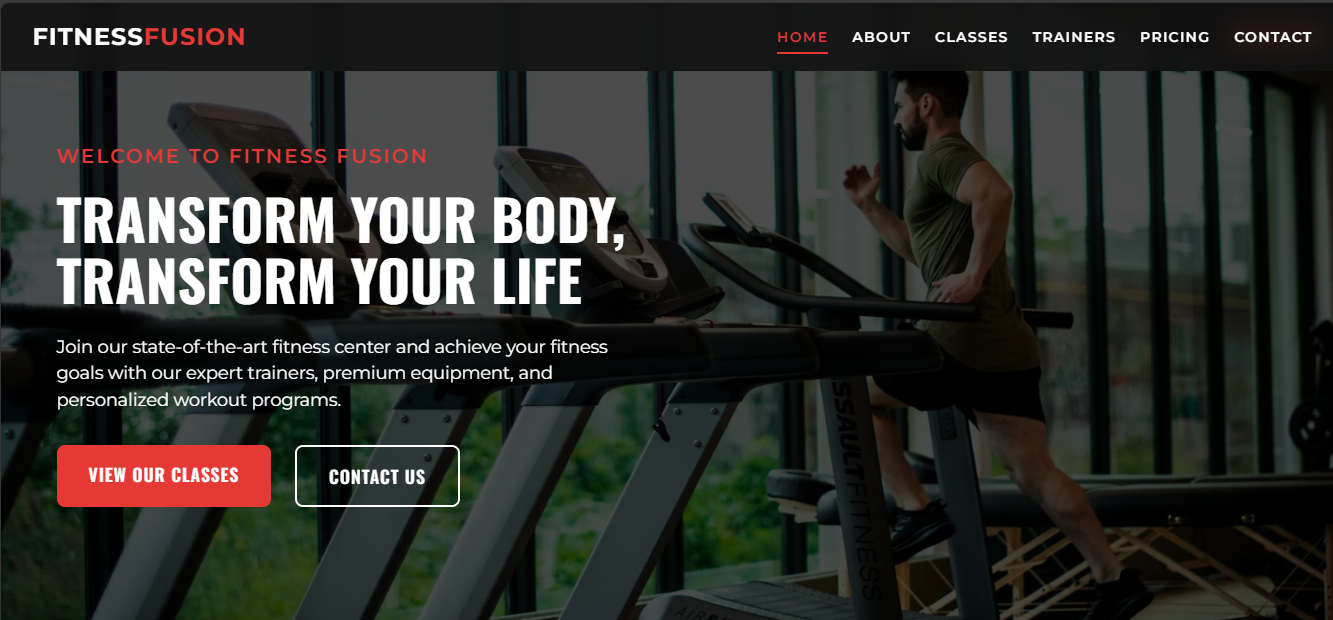 FITNESSFUSION
HOME ABOUT CLASSES TRAINERS PRICING CONTACT
WELCOME TO FITNESS FUSION
TRANSFORM YOUR BODY,
TRANSFORM YOUR LIFE
Join our state-of-the-art fitness center and achieve your fitness
goals with our expert trainers, premium equipment, and
personalized workout programs.
VIEW OUR CLASSES
CONTACT US
SSAULTFITNESS